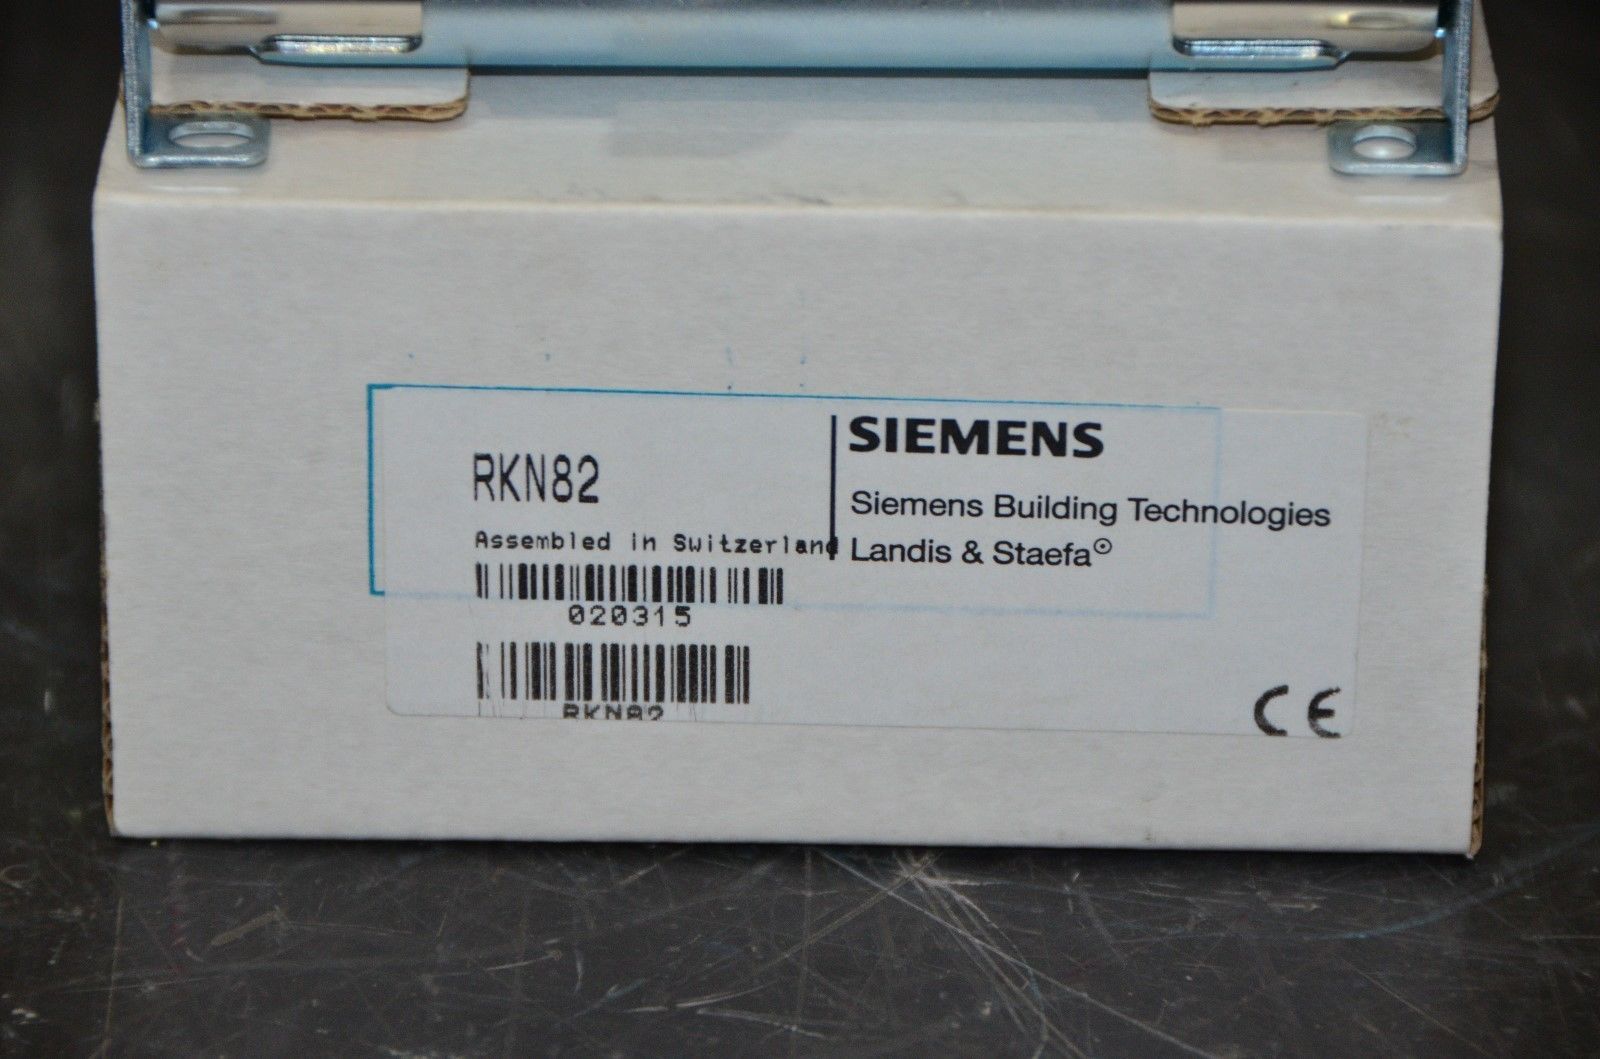 SIEMENS
RKN82
Siemens Building Technologies
Assembled in Switzerland
Landis & Staefa
020315
RKN82
CE